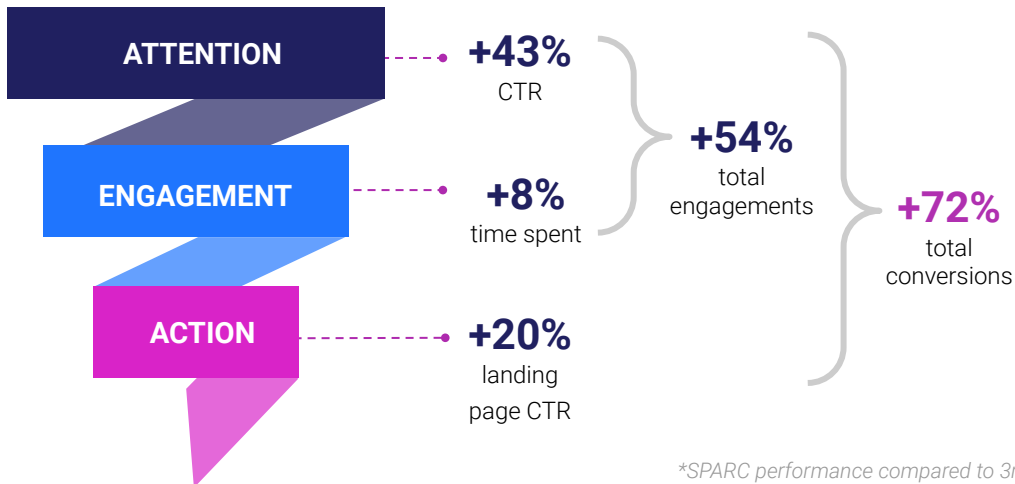 ATTENTION
+43%
CTR
ENGAGEMENT
+8%
time spent
+54%
total
engagements
ACTION
+20%
landing
page CTR
+72%
total
conversions
*SPARC performance compared to